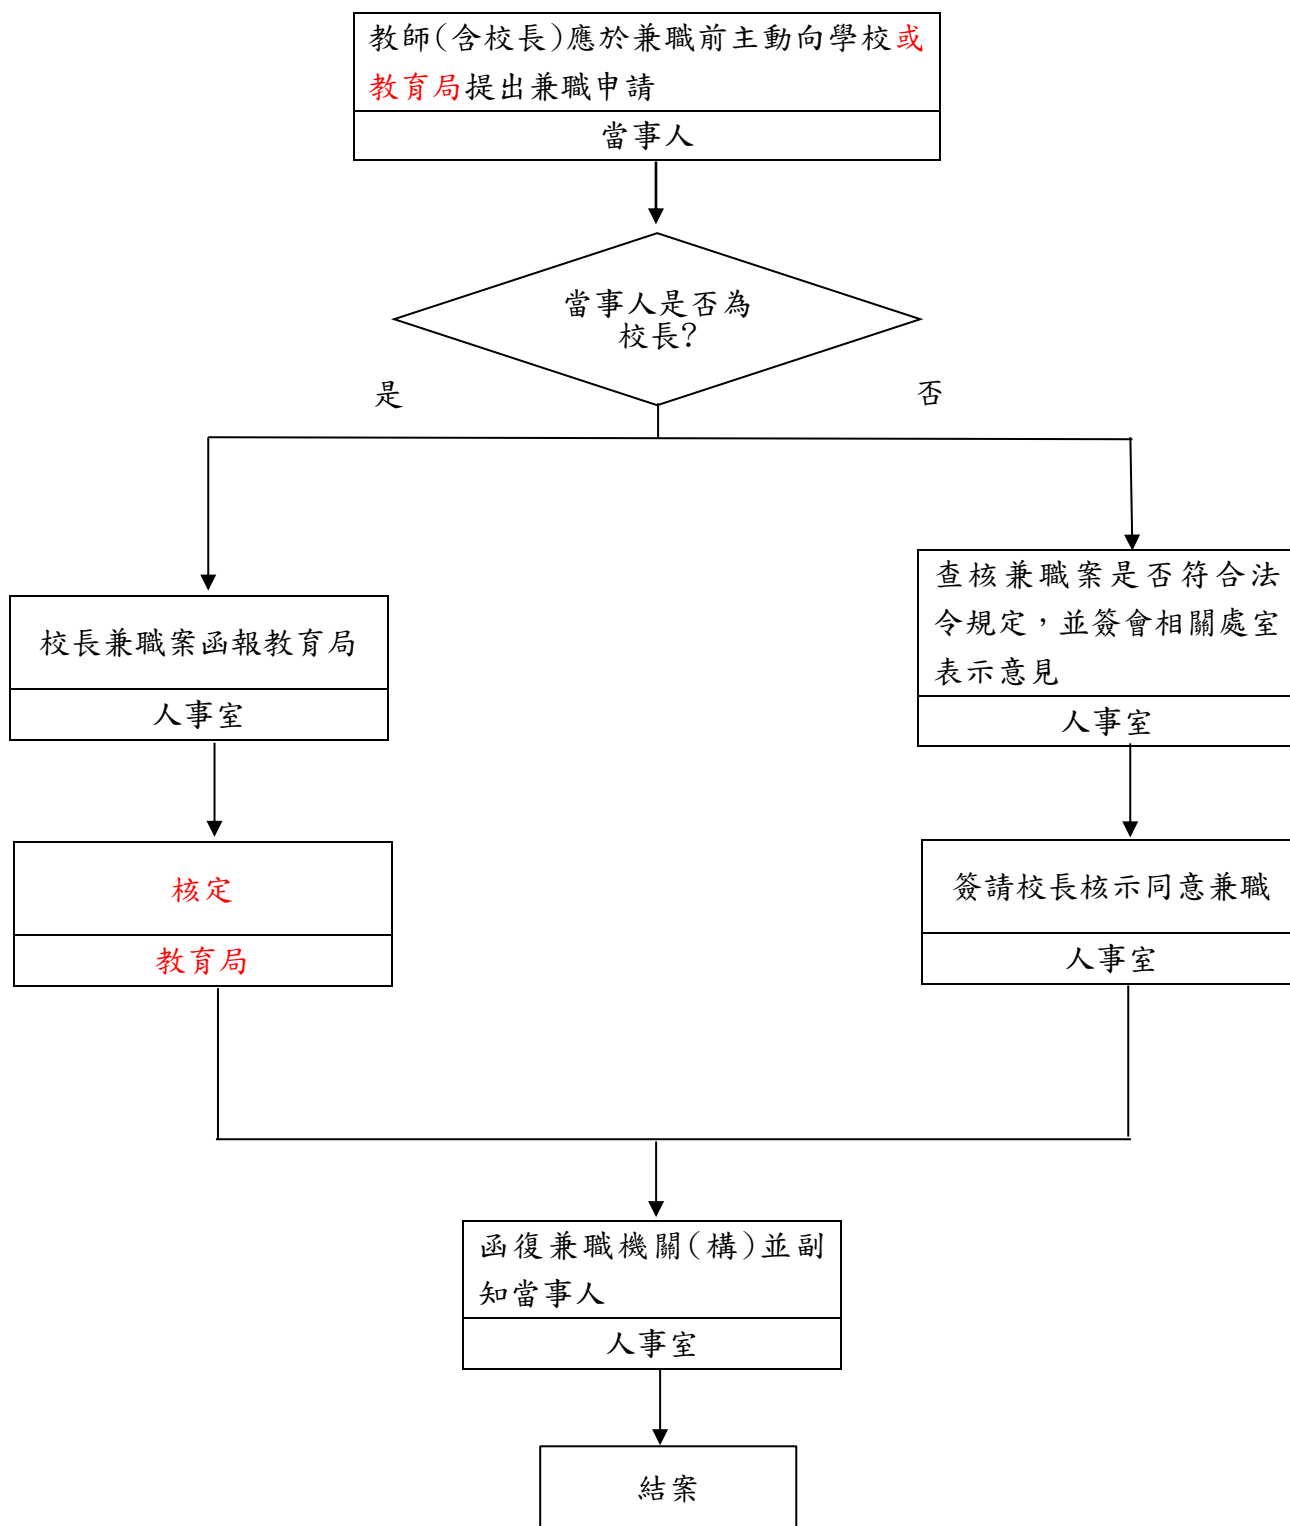 教師(含校長)應於兼職前主動向學校或
教育局提出兼職申請
當事人
當事人是否為
校長?
是
否
校長兼職案函報教育局
人事室
查核兼職案是否符合法
令規定，並簽會相關處室
表示意見
人事室
核定
教育局
簽請校長核示同意兼職
人事室
函復兼職機關(構)並副
知當事人
人事室
結案